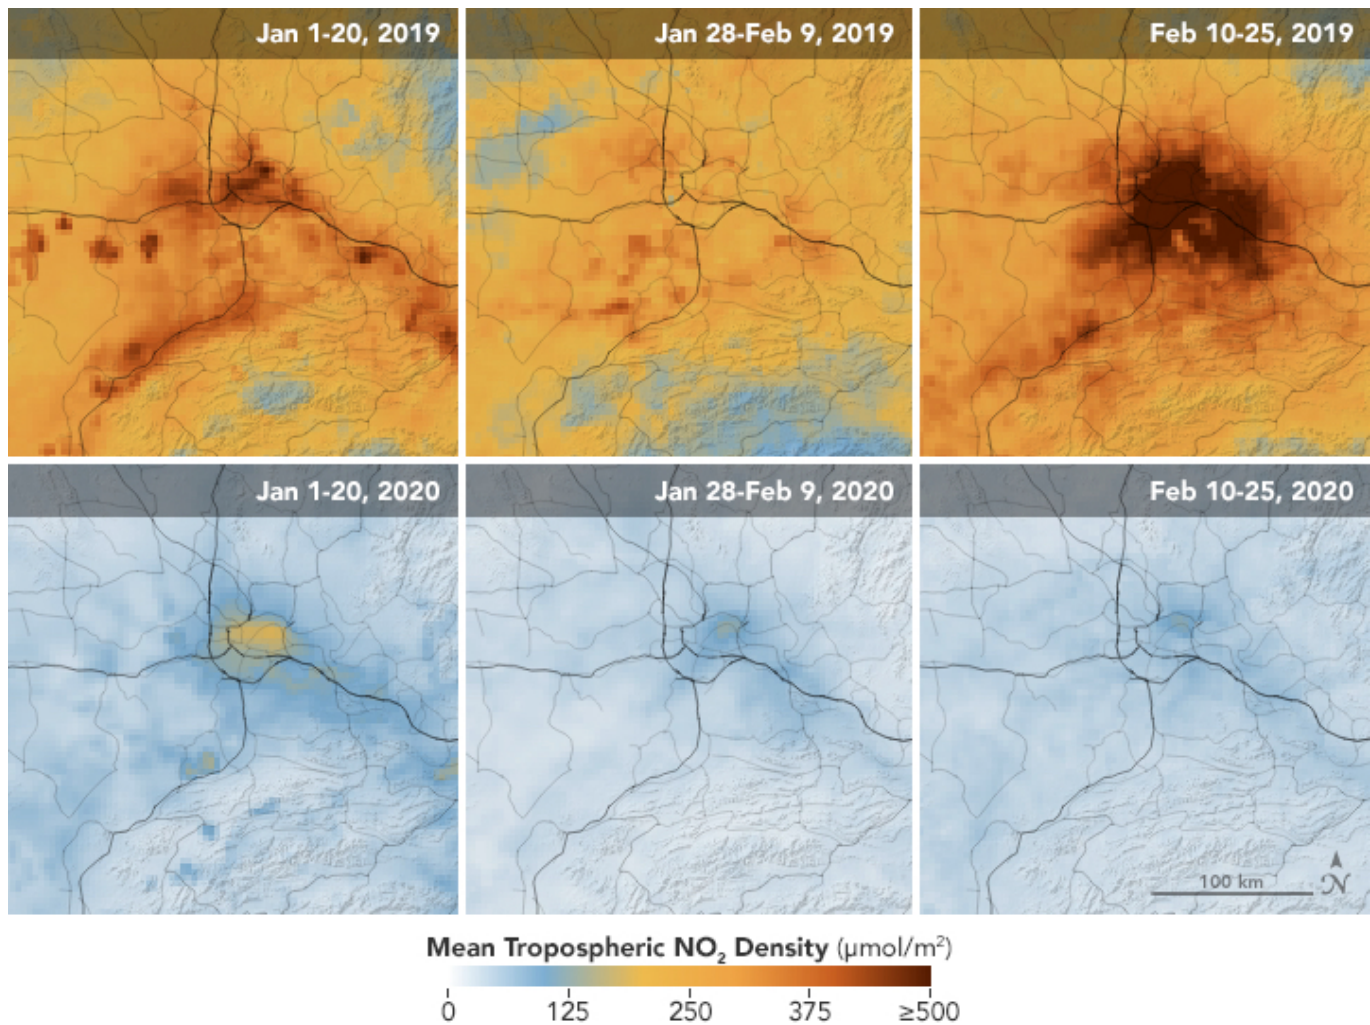 Jan 1-20, 2019
Jan 28-Feb 9, 2019
Feb 10-25, 2019
Jan 1-20, 2020
Jan 28-Feb 9, 2020
Feb 10-25, 2020
100 km
N
Mean Tropospheric NO₂ Density (µmol/m²)
0 125 250 375 ≥500